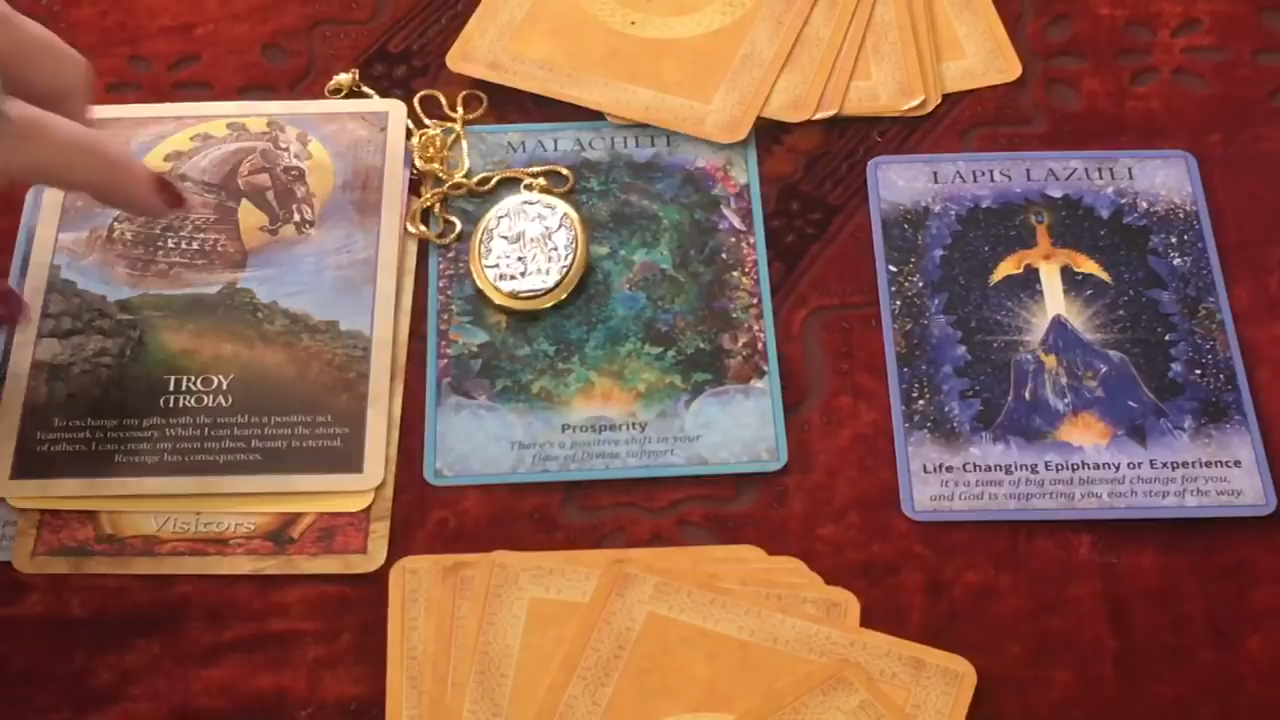 TROY
(TROIA)
To exchange my gifts with the world is a positive act.
Teamwork is necessary. Whilst I can learn from the stories
of others, I can create my own mythos. Beauty is eternal.
Revenge has consequences.
Visitors
MALACHITE
Prosperity
There's a positive shift in your
flow of Divine support.
LAPIS LAZULI
Life-Changing Epiphany or Experience
It's a time of big and blessed change for you,
and God is supporting you each step of the way.